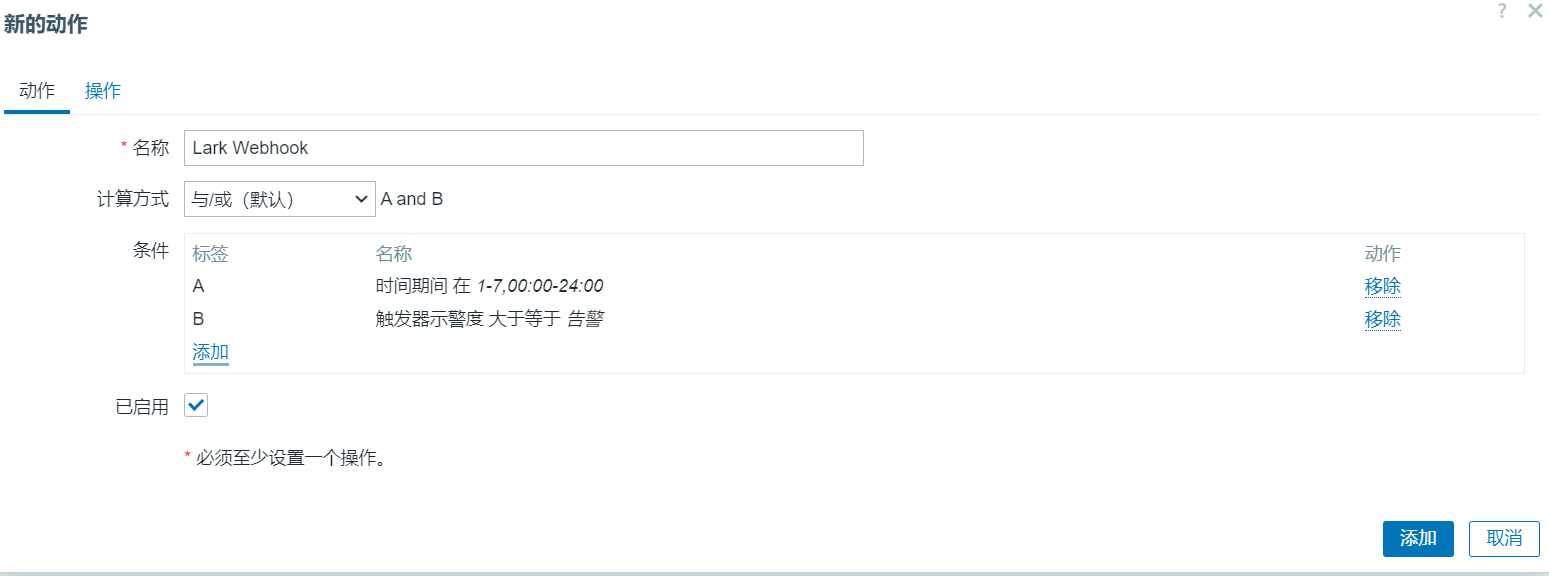 新的动作
? ×
动作 操作
* 名称 Lark Webhook
计算方式 与/或（默认） A and B
条件 标签 名称 动作
A 时间期间 在 1-7,00:00-24:00 移除
B 触发器示警度 大于等于 告警 移除
添加
已启用
* 必须至少设置一个操作。
添加 取消